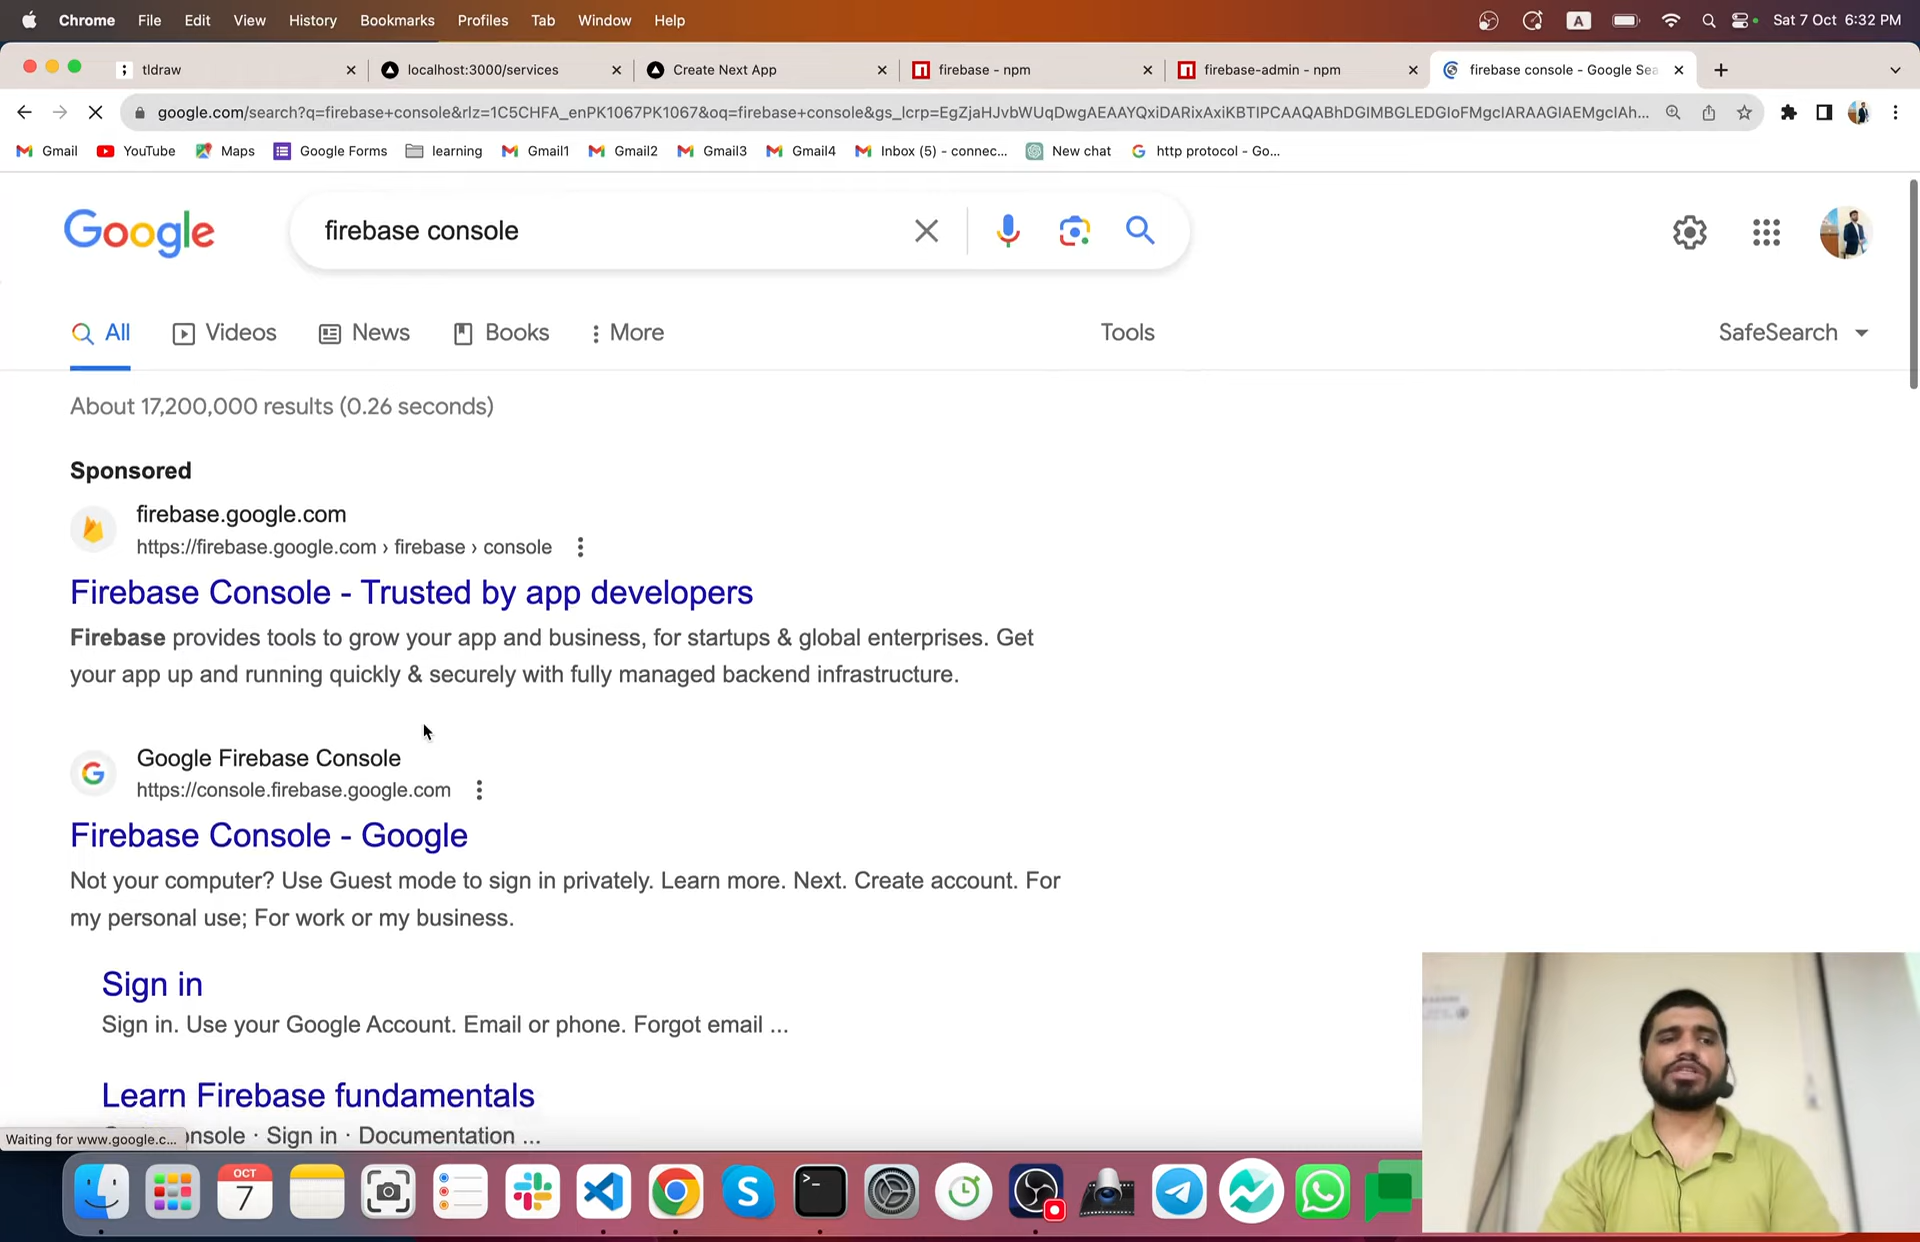 Chrome File Edit View History Bookmarks Profiles Tab Window Help A Sat 7 Oct 6:32 PM
tldraw localhost:3000/services Create Next App firebase - npm firebase-admin - npm firebase console - Google Sea
google.com/search?q=firebase+console&rlz=1C5CHFA_enPK1067PK1067&oq=firebase+console&gs_lcrp=EgZjaHJvbWUqDwgAEAAYQxiDARixAxiKBTIPCAAQABhDGIMBGLEDGIoFMgcIARAAGIAEMgcIAh...
Gmail YouTube Maps Google Forms learning Gmail1 Gmail2 Gmail3 Gmail4 Inbox (5) - connec... New chat http protocol - Go...
Google firebase console
All Videos News Books More Tools SafeSearch
About 17,200,000 results (0.26 seconds)
Sponsored
firebase.google.com
https://firebase.google.com › firebase › console
Firebase Console - Trusted by app developers
Firebase provides tools to grow your app and business, for startups & global enterprises. Get
your app up and running quickly & securely with fully managed backend infrastructure.
Google Firebase Console
https://console.firebase.google.com
Firebase Console - Google
Not your computer? Use Guest mode to sign in privately. Learn more. Next. Create account. For
my personal use; For work or my business.
Sign in
Sign in. Use your Google Account. Email or phone. Forgot email ...
Learn Firebase fundamentals
Sign in · Documentation ...
Waiting for www.google.c...
OCT
7